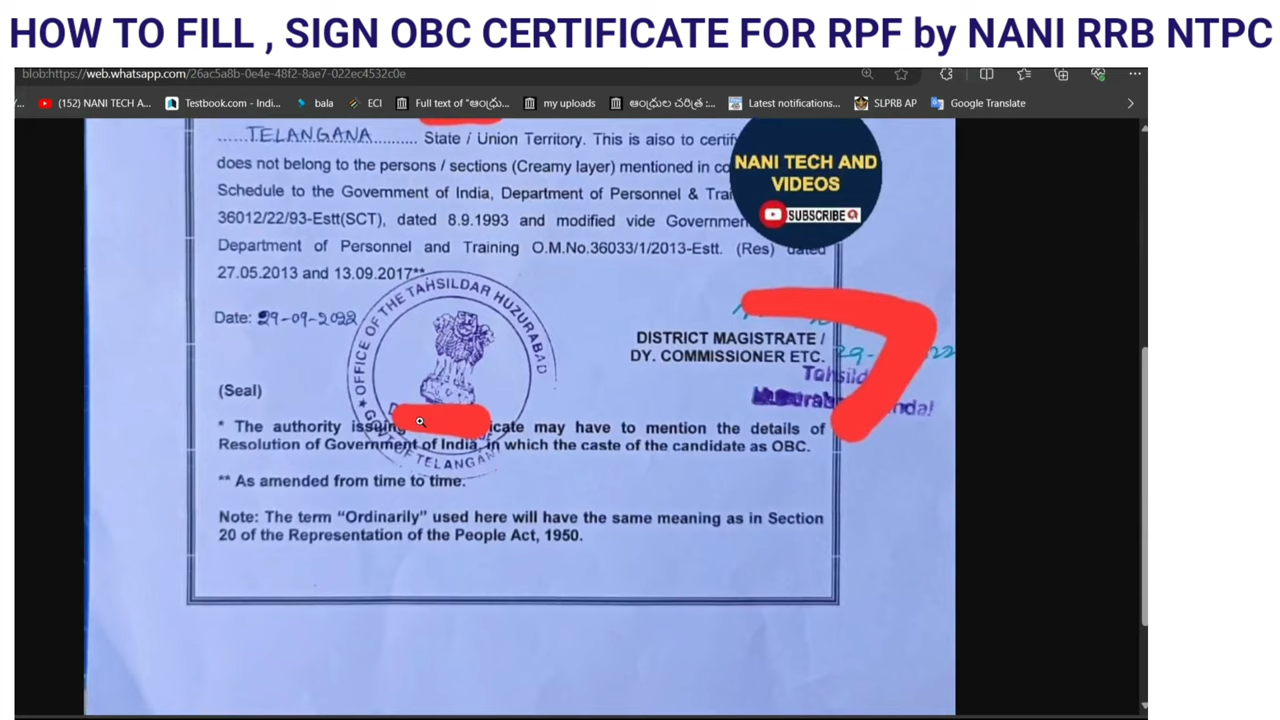 HOW TO FILL , SIGN OBC CERTIFICATE FOR RPF by NANI RRB NTPC
blob:https://web.whatsapp.com/26ac5a8b-0e4e-48f2-8ae7-022ec4532c0e
(152) NANI TECH A... Testbook.com - Indi... bala ECI Full text of "ఆంధ్రు... my uploads ఆంధ్రుల చరిత్ర :... Latest notifications... SLPRB AP Google Translate
TELANGANA State / Union Territory. This is also to certif
does not belong to the persons / sections (Creamy layer) mentioned in co
Schedule to the Government of India, Department of Personnel & Trai
36012/22/93-Estt(SCT), dated 8.9.1993 and modified vide Governmen
Department of Personnel and Training O.M.No.36033/1/2013-Estt. (Res) dated
27.05.2013 and 13.09.2017**
NANI TECH AND
VIDEOS
SUBSCRIBE
OFFICE OF THE TAHSILDAR HUZURABAD
GOVT OF TELANGAN
Date: 29-09-2022
DISTRICT MAGISTRATE /
DY. COMMISSIONER ETC.
Tahsild
(Seal)
* The authority issuing icate may have to mention the details of
Resolution of Government of India, in which the caste of the candidate as OBC.
** As amended from time to time.
Note: The term “Ordinarily” used here will have the same meaning as in Section
20 of the Representation of the People Act, 1950.